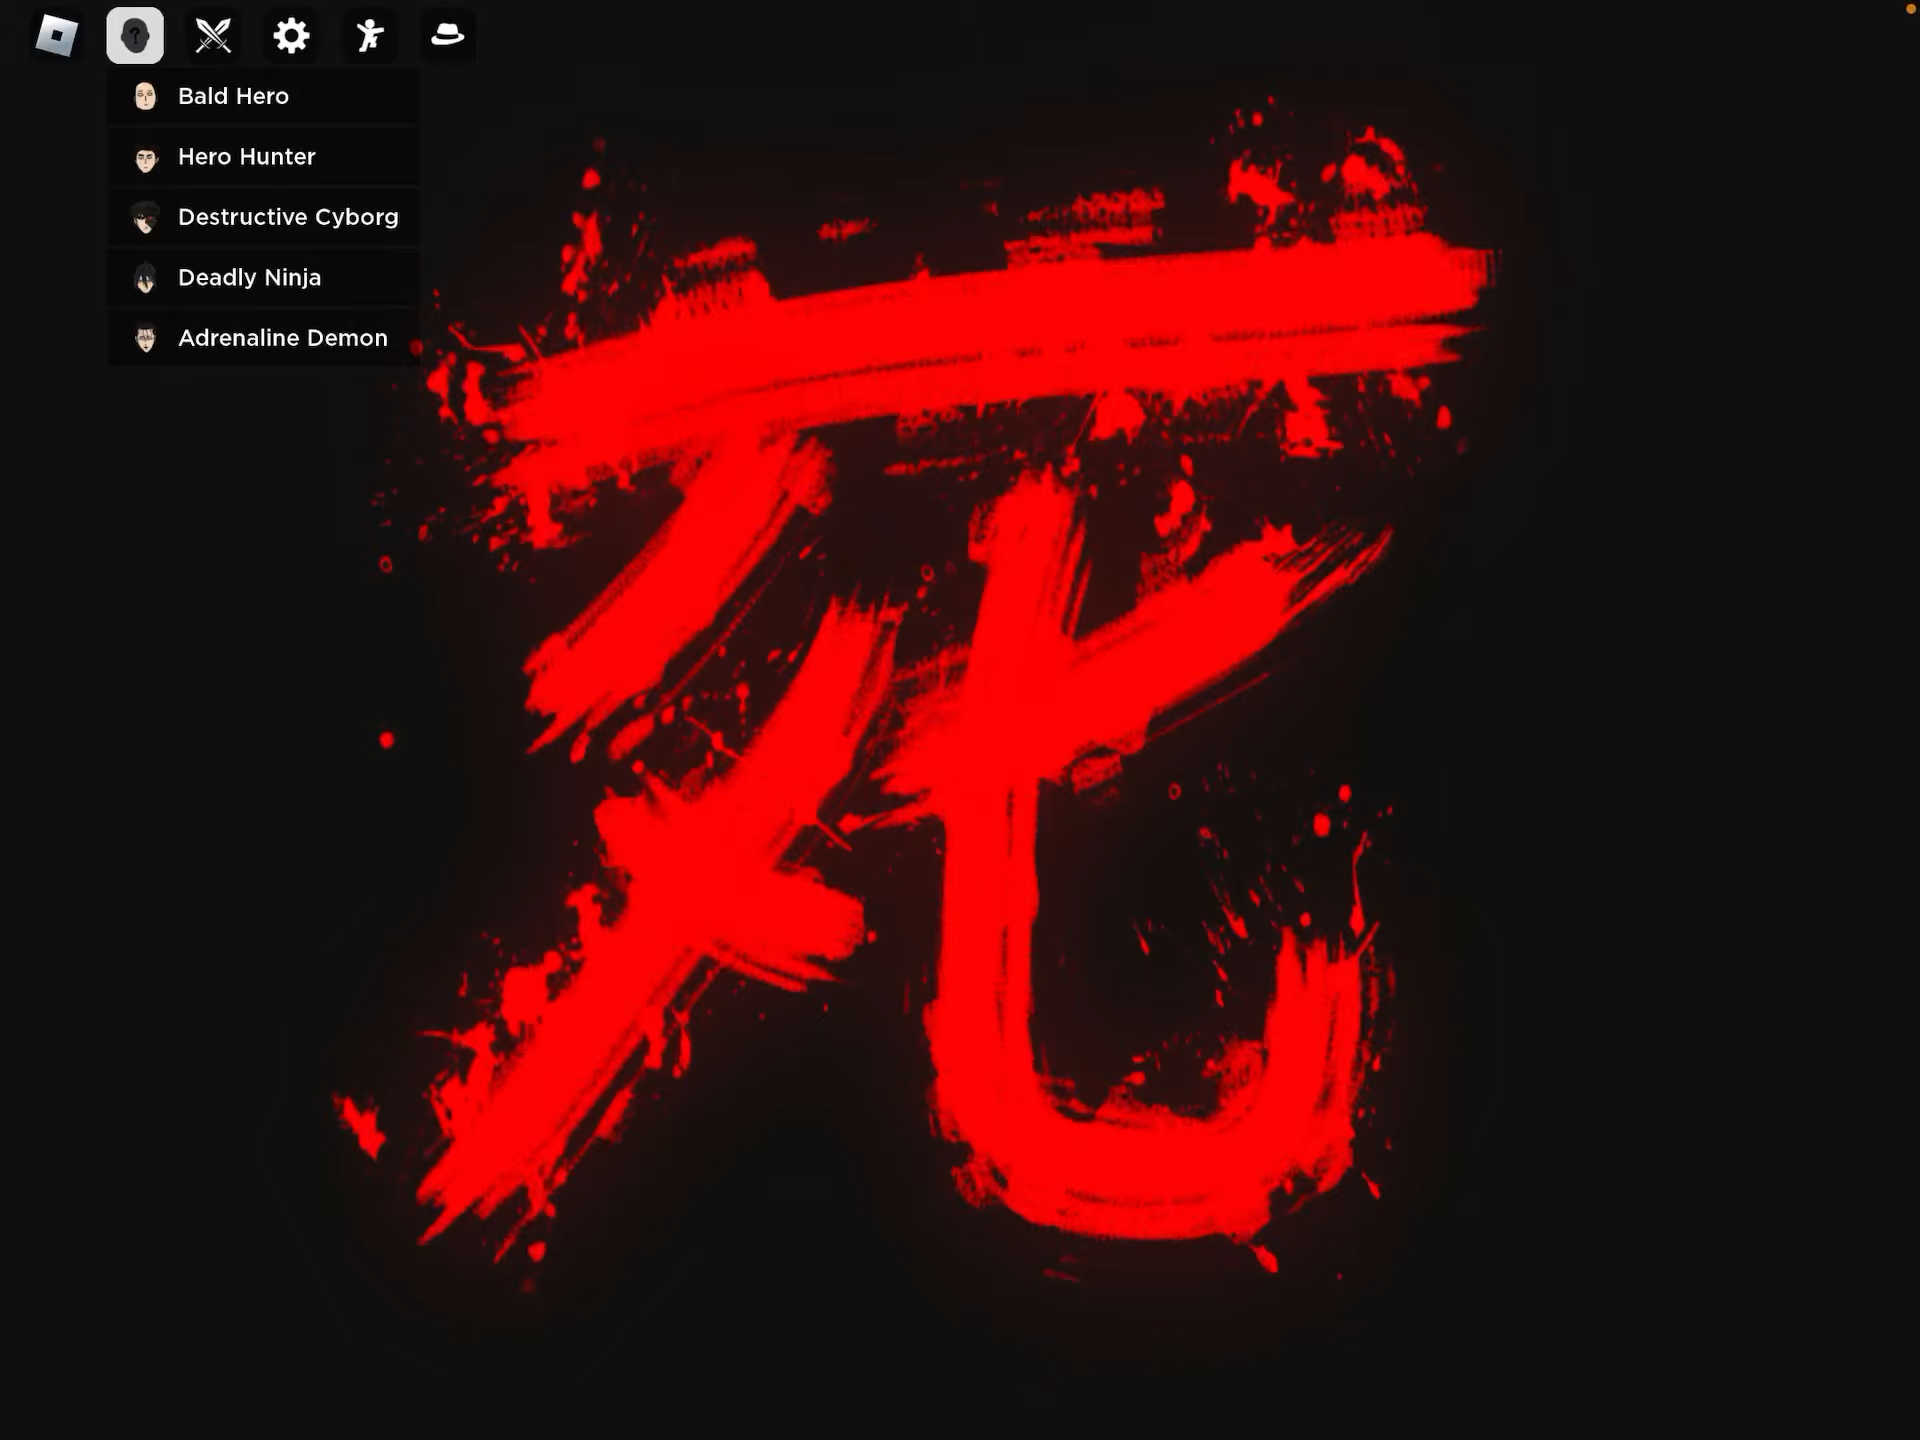 Bald Hero
Hero Hunter
Destructive Cyborg
Deadly Ninja
Adrenaline Demon
死